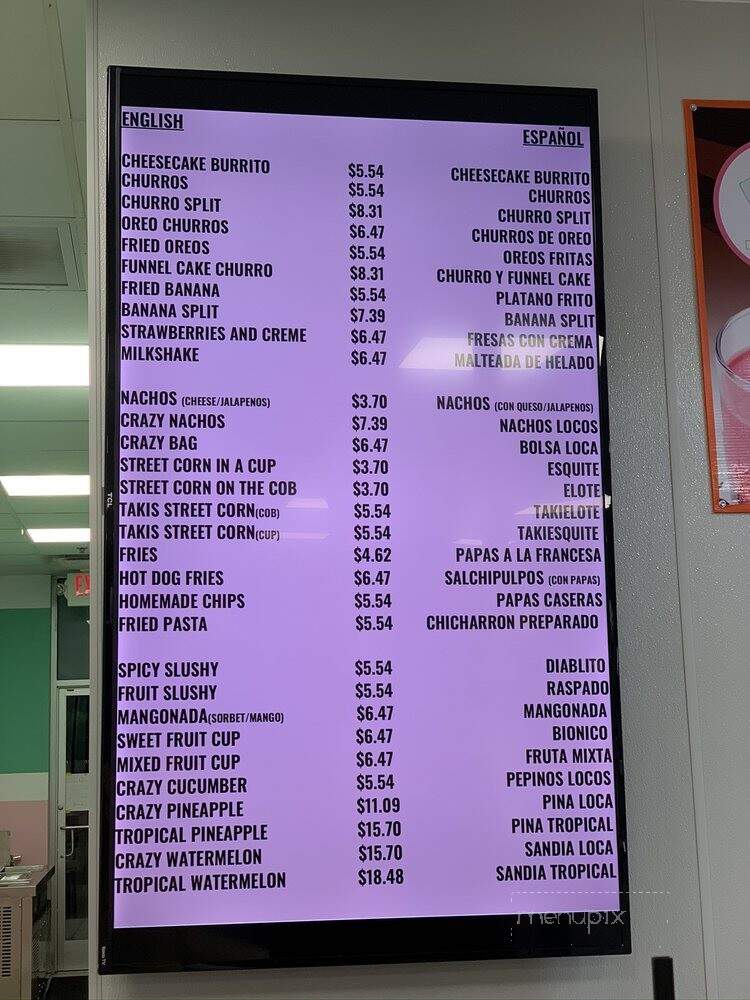 ENGLISH ESPAÑOL
CHEESECAKE BURRITO $5.54 CHEESECAKE BURRITO
CHURROS $5.54 CHURROS
CHURRO SPLIT $8.31 CHURRO SPLIT
OREO CHURROS $6.47 CHURROS DE OREO
FRIED OREOS $5.54 OREOS FRITAS
FUNNEL CAKE CHURRO $8.31 CHURRO Y FUNNEL CAKE
FRIED BANANA $5.54 PLATANO FRITO
BANANA SPLIT $7.39 BANANA SPLIT
STRAWBERRIES AND CREME $6.47 FRESAS CON CREMA
MILKSHAKE $6.47 MALTEADA DE HELADO
NACHOS (CHEESE/JALAPENOS) $3.70 NACHOS (CON QUESO/JALAPENOS)
CRAZY NACHOS $7.39 NACHOS LOCOS
CRAZY BAG $6.47 BOLSA LOCA
STREET CORN IN A CUP $3.70 ESQUITE
STREET CORN ON THE COB $3.70 ELOTE
TAKIS STREET CORN(COB) $5.54 TAKIELOTE
TAKIS STREET CORN(CUP) $5.54 TAKIESQUITE
FRIES $4.62 PAPAS A LA FRANCESA
HOT DOG FRIES $6.47 SALCHIPULPOS (CON PAPAS)
HOMEMADE CHIPS $5.54 PAPAS CASERAS
FRIED PASTA $5.54 CHICHARRON PREPARADO
SPICY SLUSHY $5.54 DIABLITO
FRUIT SLUSHY $5.54 RASPADO
MANGONADA(SORBET/MANGO) $6.47 MANGONADA
SWEET FRUIT CUP $6.47 BIONICO
MIXED FRUIT CUP $6.47 FRUTA MIXTA
CRAZY CUCUMBER $5.54 PEPINOS LOCOS
CRAZY PINEAPPLE $11.09 PINA LOCA
TROPICAL PINEAPPLE $15.70 PINA TROPICAL
CRAZY WATERMELON $15.70 SANDIA LOCA
TROPICAL WATERMELON $18.48 SANDIA TROPICAL
menupix
TCL
Roku TV